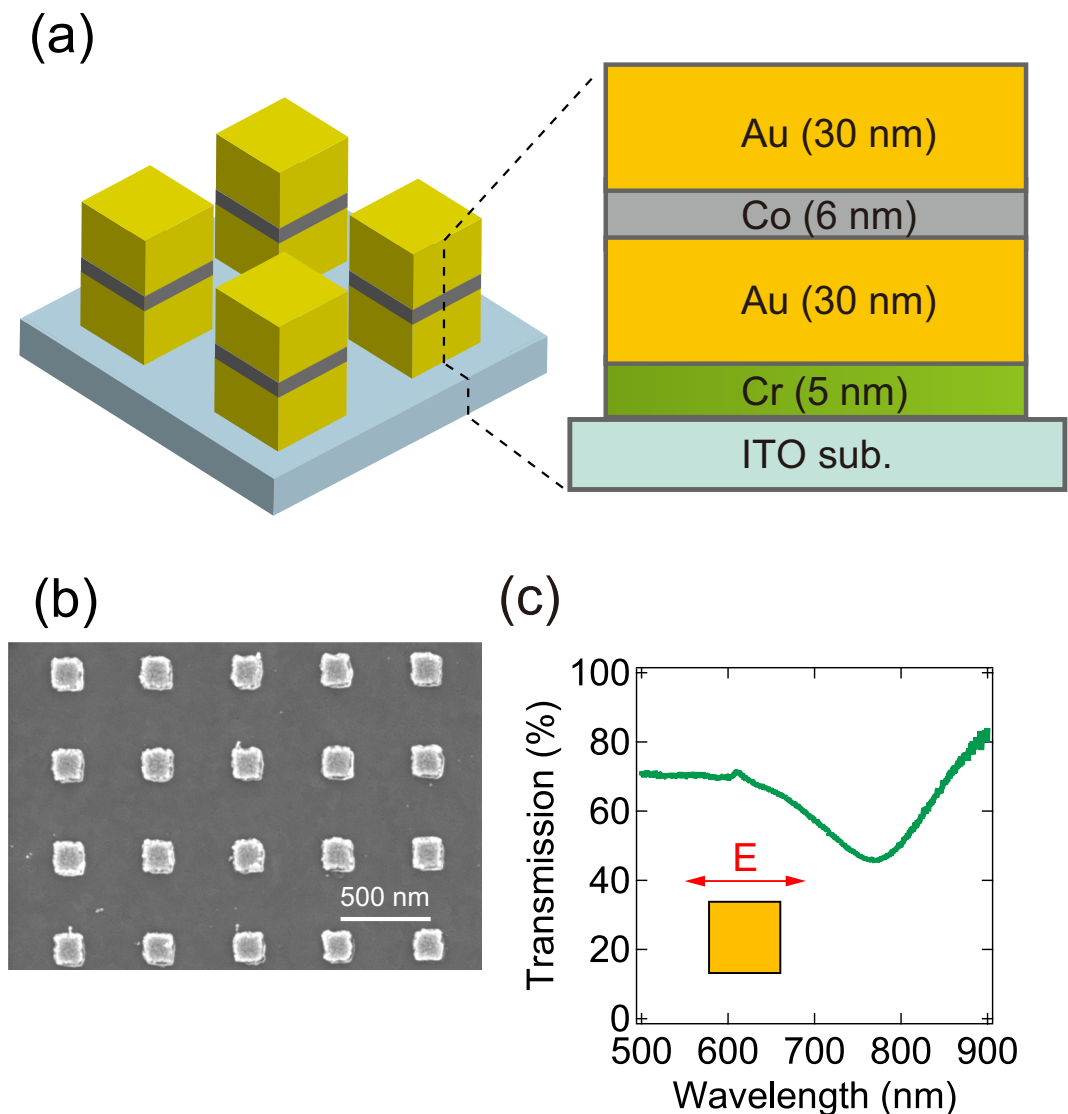 (a)
Au (30 nm)
Co (6 nm)
Au (30 nm)
Cr (5 nm)
ITO sub.
(b)
500 nm
(c)
100
80
60
40
20
0
Transmission (%)
E
500 600 700 800 900
Wavelength (nm)